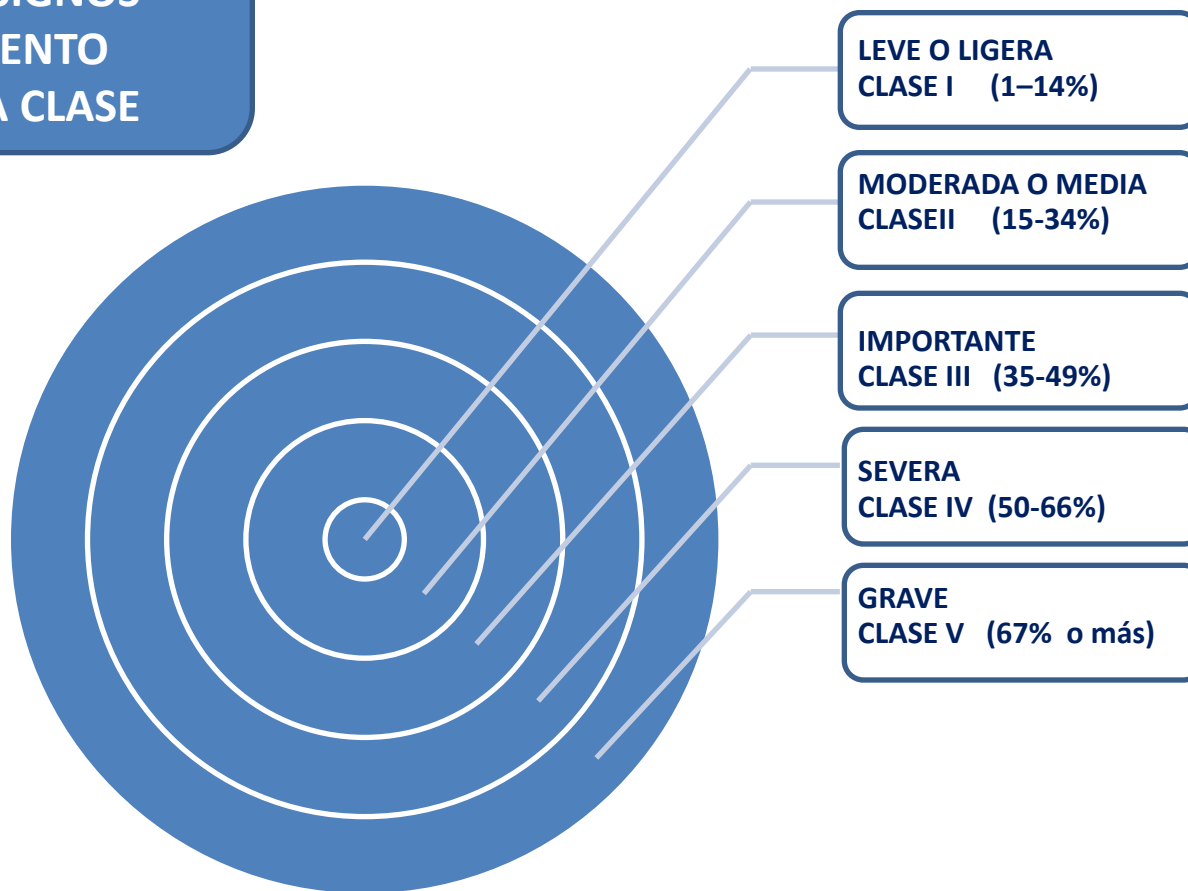 ENTO
A CLASE
LEVE O LIGERA
CLASE I (1–14%)
MODERADA O MEDIA
CLASEII (15-34%)
IMPORTANTE
CLASE III (35-49%)
SEVERA
CLASE IV (50-66%)
GRAVE
CLASE V (67% o más)